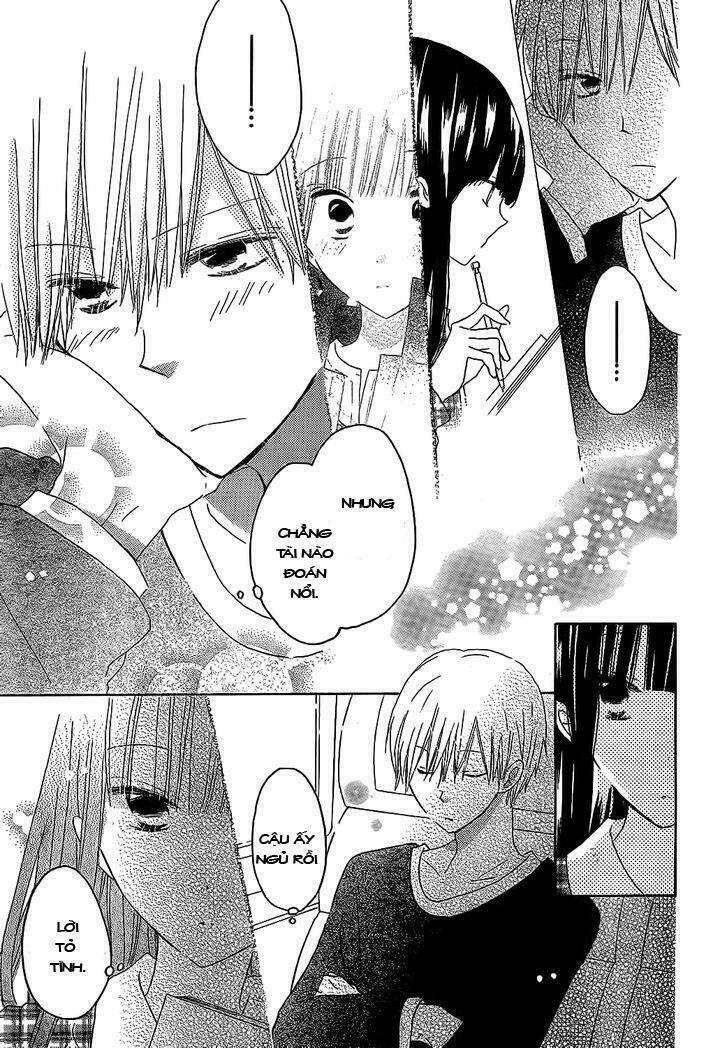 ......
......
NHƯNG,
CHẲNG
TÀI NÀO
ĐOÁN
NỔI.
CẬU ẤY
NGỦ RỒI
LỜI
TỎ
TÌNH.